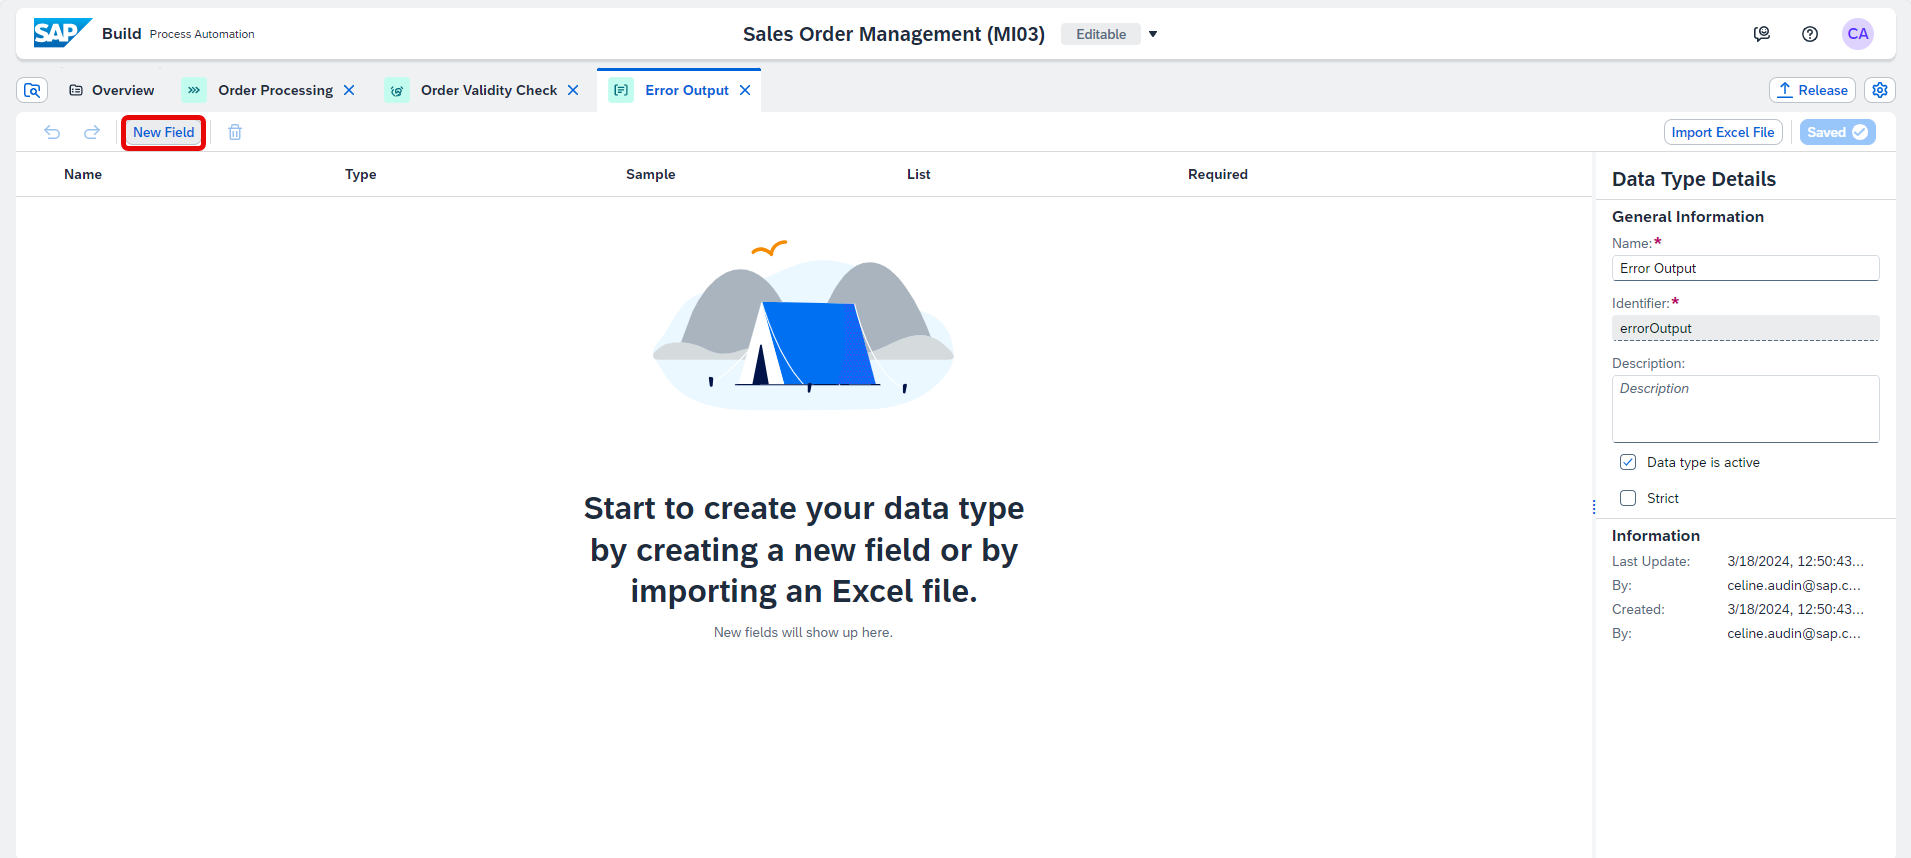 SAP Build Process Automation
Sales Order Management (MI03) Editable
CA
Overview Order Processing Order Validity Check Error Output Release
New Field Import Excel File Saved
Name Type Sample List Required
Start to create your data type
by creating a new field or by
importing an Excel file.
New fields will show up here.
Data Type Details
General Information
Name:*
Error Output
Identifier:*
errorOutput
Description:
Description
Data type is active
Strict
Information
Last Update: 3/18/2024, 12:50:43...
By: celine.audin@sap.c...
Created: 3/18/2024, 12:50:43...
By: celine.audin@sap.c...